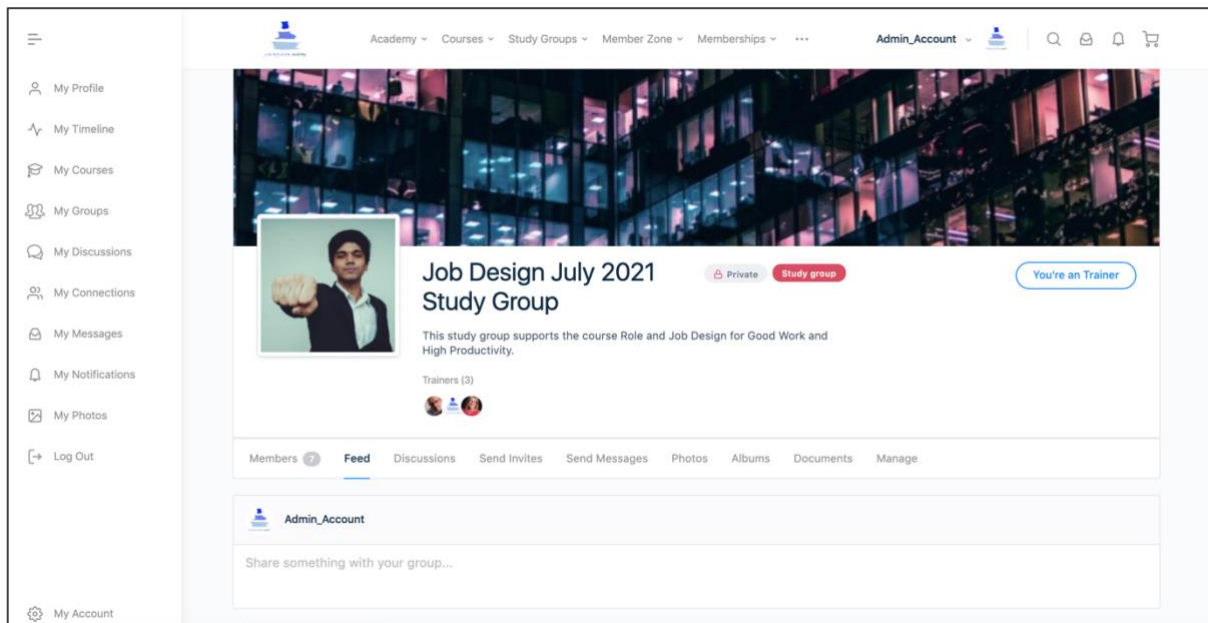 Academy Courses Study Groups Member Zone Memberships ... Admin_Account
My Profile
My Timeline
My Courses
My Groups
My Discussions
My Connections
My Messages
My Notifications
My Photos
Log Out
My Account
Job Design July 2021
Study Group
Private
Study group
You're an Trainer
This study group supports the course Role and Job Design for Good Work and
High Productivity.
Trainers (3)
Members 7 Feed Discussions Send Invites Send Messages Photos Albums Documents Manage
Admin_Account
Share something with your group...